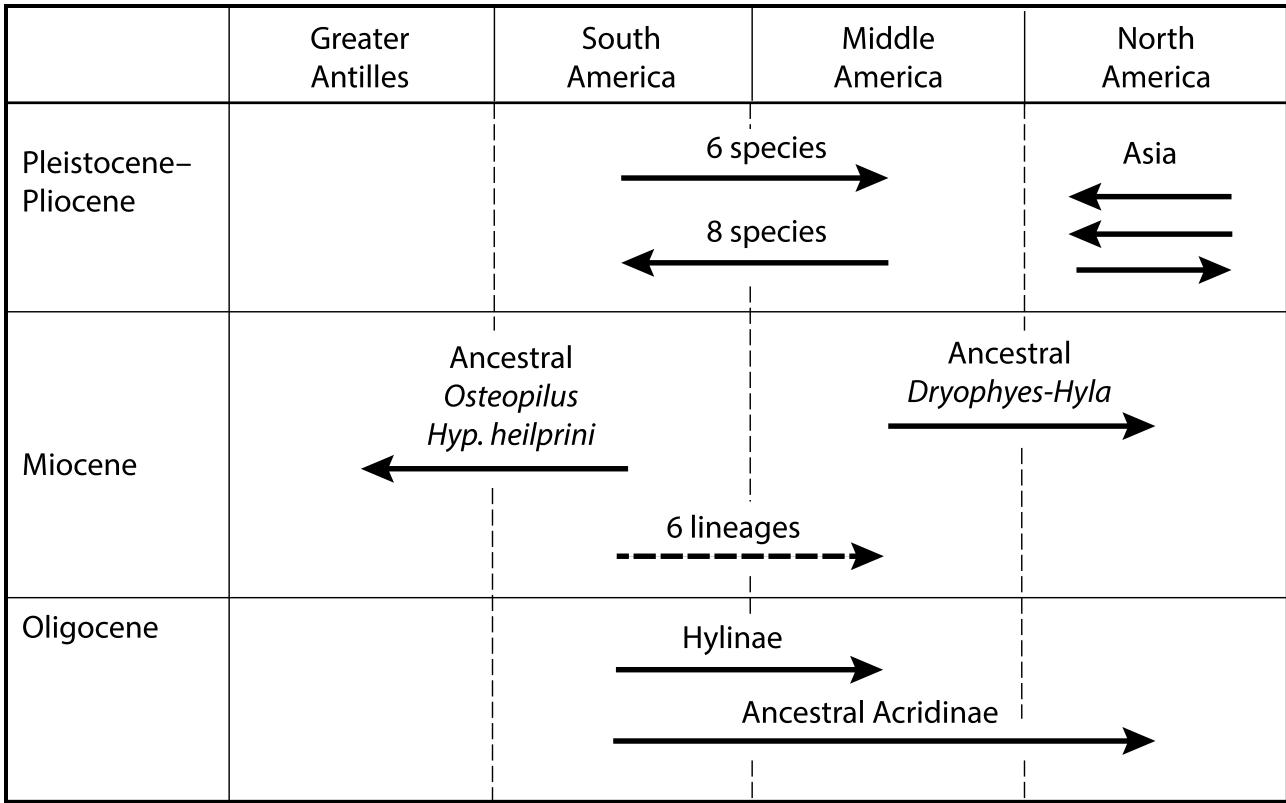 Greater
Antilles
South
America
Middle
America
North
America
Pleistocene–
Pliocene
6 species
8 species
Asia
Miocene
Ancestral
Osteopilus
Hyp. heilprini
Ancestral
Dryophyes-Hyla
6 lineages
Oligocene
Hylinae
Ancestral Acridinae